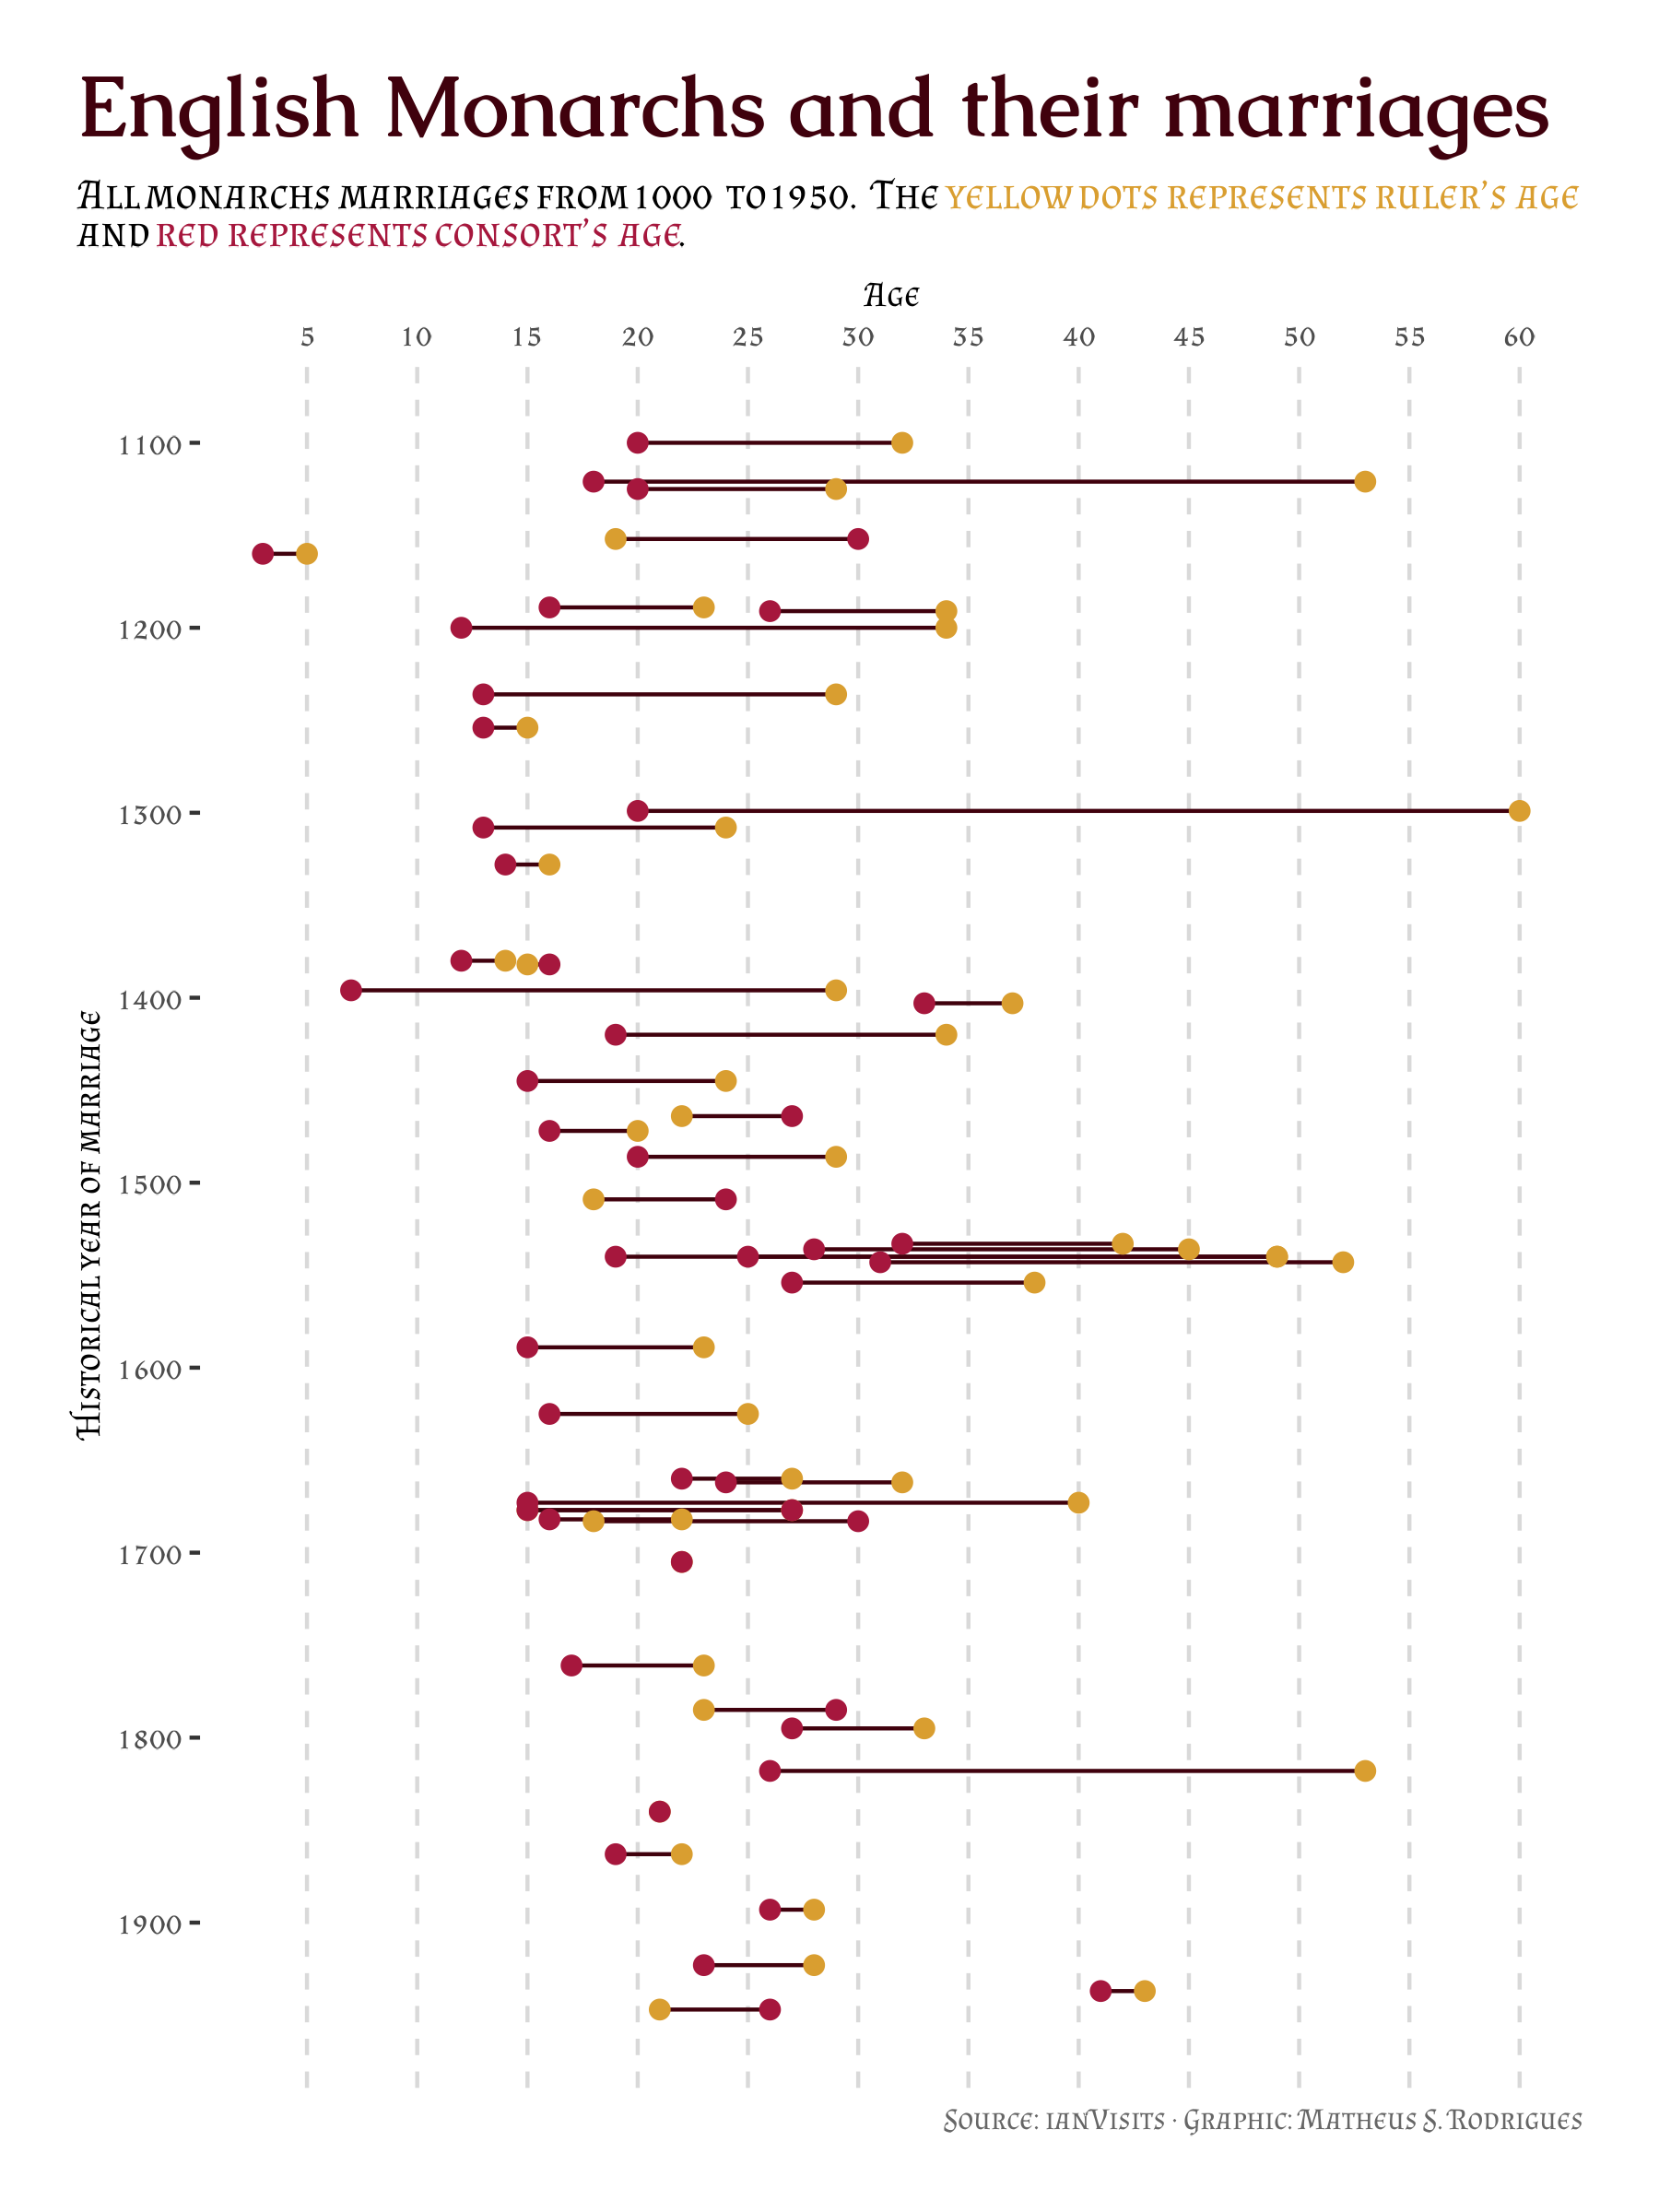 English Monarchs and their marriages
All monarchs marriages from 1000 to 1950. The yellow dots represents ruler's age
and red represents consort's age.
Age
5 10 15 20 25 30 35 40 45 50 55 60
1100
1200
1300
1400
1500
1600
1700
1800
1900
Historical year of marriage
Source: ianVisits · Graphic: Matheus S. Rodrigues